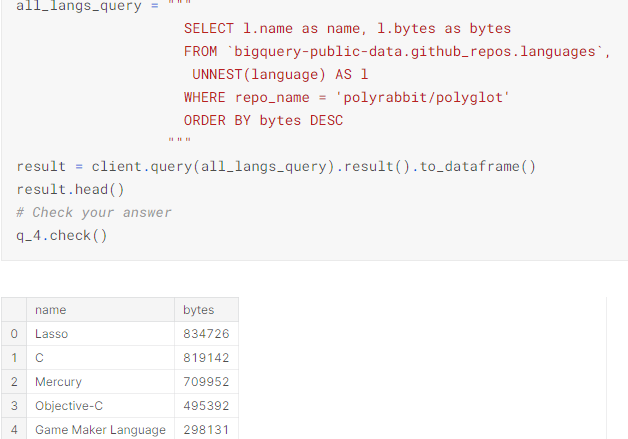 all_langs_query = """
SELECT l.name as name, l.bytes as bytes
FROM `bigquery-public-data.github_repos.languages`,
UNNEST(language) AS l
WHERE repo_name = 'polyrabbit/polyglot'
ORDER BY bytes DESC
"""
result = client.query(all_langs_query).result().to_dataframe()
result.head()
# Check your answer
q_4.check()
name bytes
0 Lasso 834726
1 C 819142
2 Mercury 709952
3 Objective-C 495392
4 Game Maker Language 298131